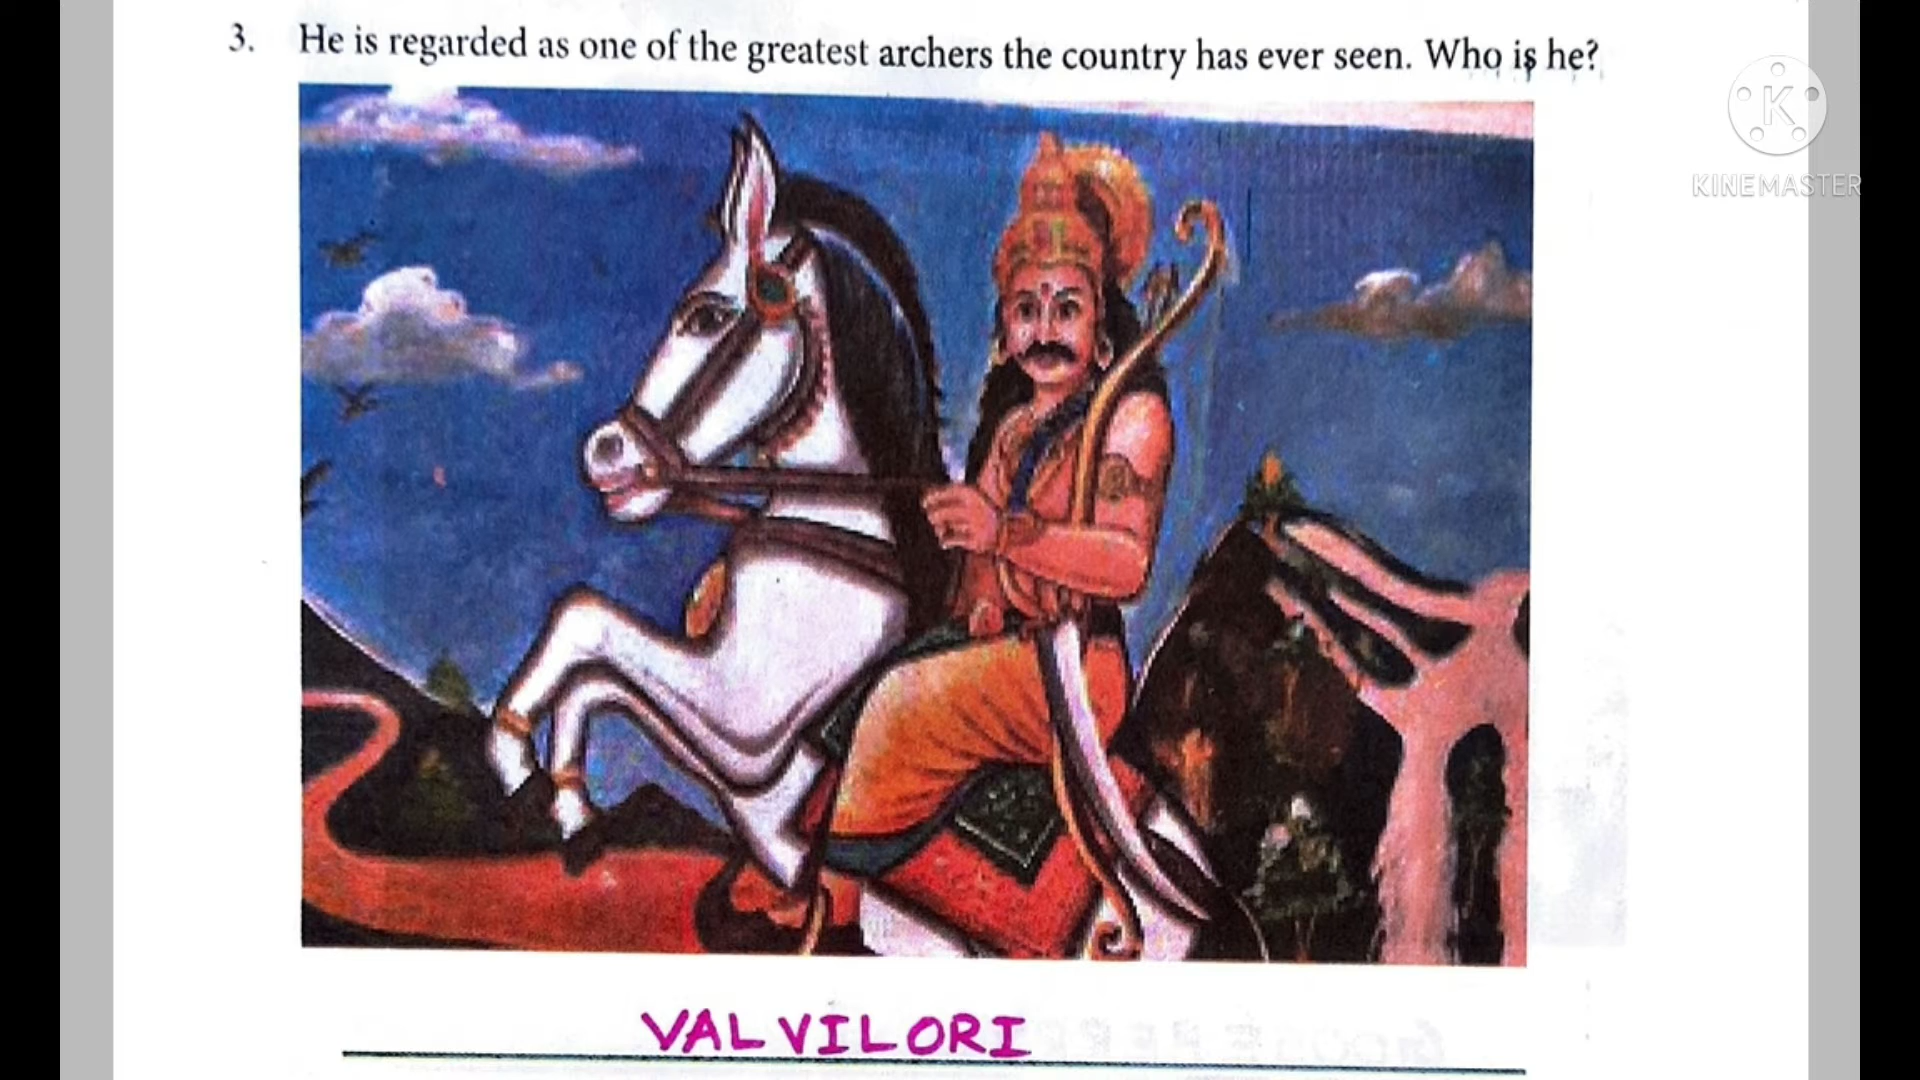 3. He is regarded as one of the greatest archers the country has ever seen. Who is he?
KINEMASTER
VALVILORI